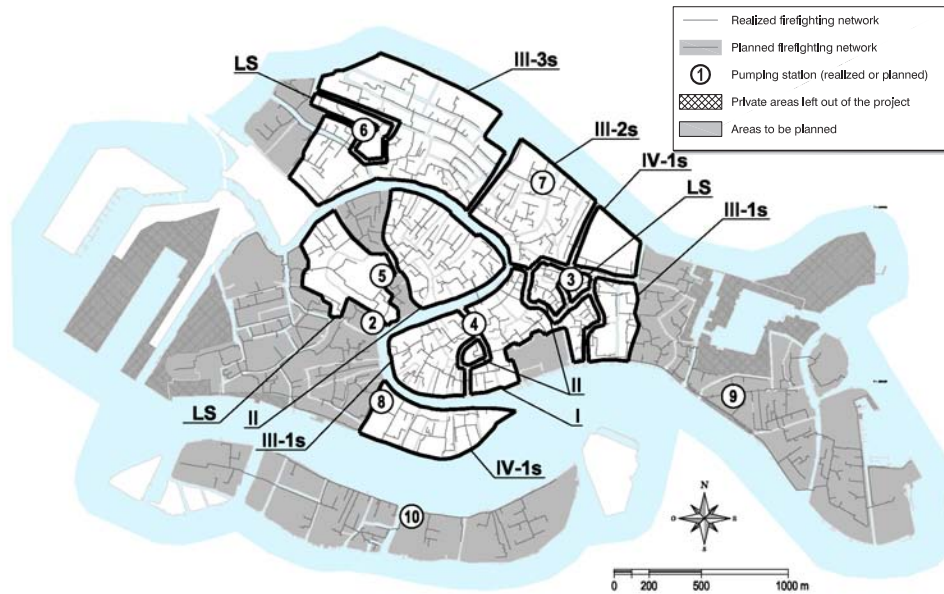 Realized firefighting network
Planned firefighting network
1 Pumping station (realized or planned)
Private areas left out of the project
Areas to be planned
LS
III-3s
III-2s
IV-1s
LS
III-1s
6
7
3
5
2
4
8
9
10
LS
II
III-1s
II
I
IV-1s
N
O E
S
0 200 500 1000 m